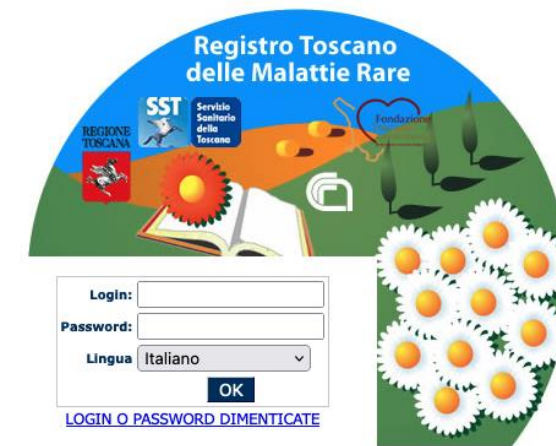 Registro Toscano
delle Malattie Rare
SST
Servizio
Sanitario
della
Toscana
REGIONE
TOSCANA
Fondazione
Login:
Password:
Lingua Italiano
OK
LOGIN O PASSWORD DIMENTICATE